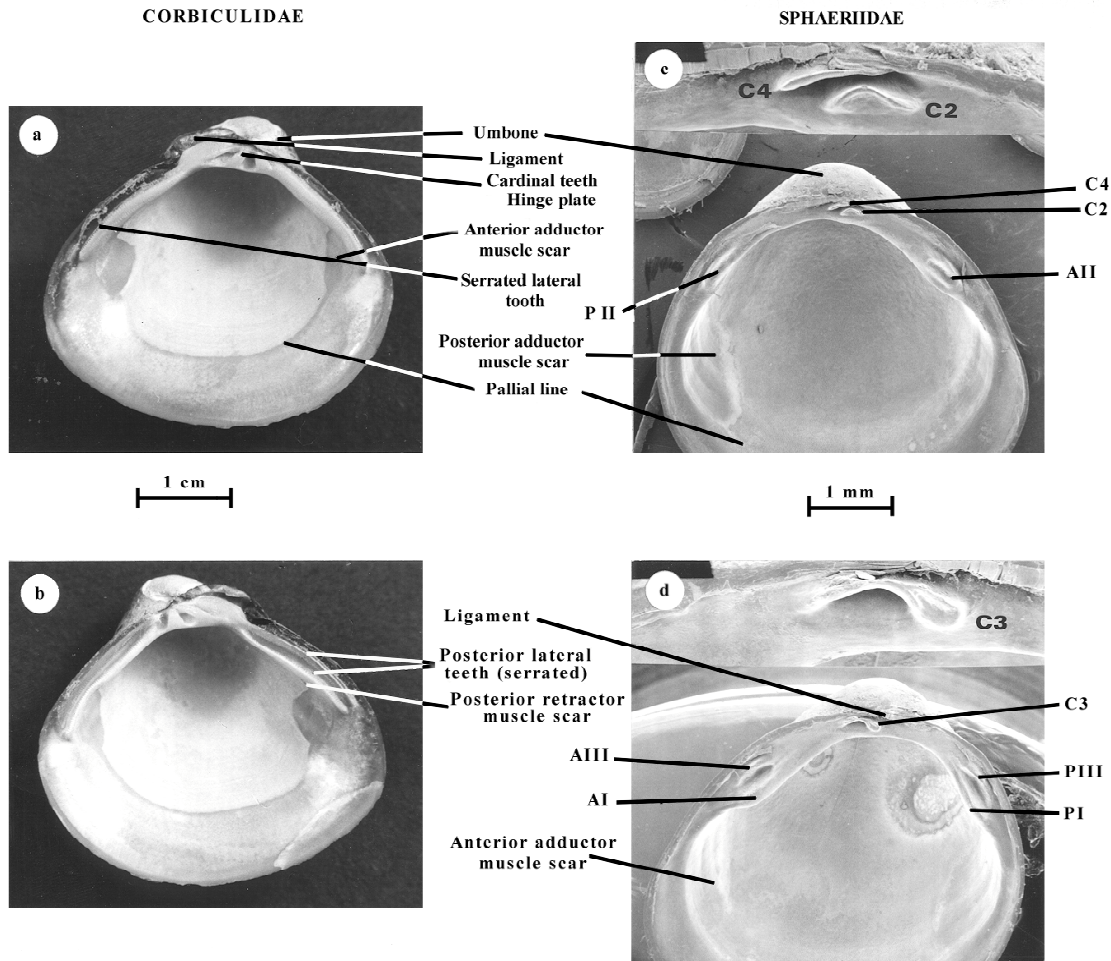 CORBICULIDAE
SPHAERIIDAE
a
c
C4
C2
Umbone
Ligament
Cardinal teeth
Hinge plate
Anterior adductor
muscle scar
Serrated lateral
tooth
Posterior adductor
muscle scar
Pallial line
C4
C2
AII
P II
1 cm
1 mm
b
d
C3
Ligament
Posterior lateral
teeth (serrated)
Posterior retractor
muscle scar
C3
AIII
AI
PIII
PI
Anterior adductor
muscle scar